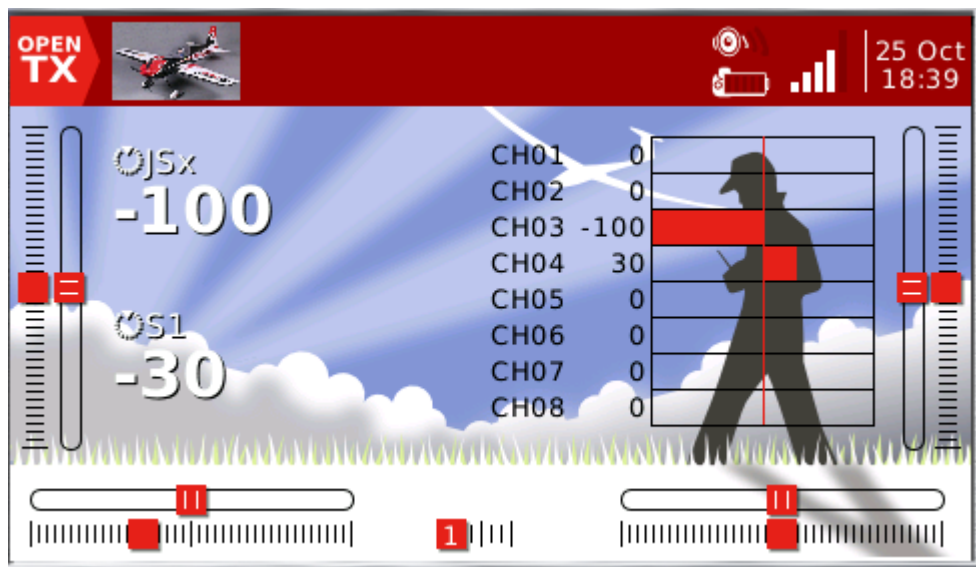 OPEN
TX
25 Oct
18:39
JSx
-100
S1
-30
CH01 0
CH02 0
CH03 -100
CH04 30
CH05 0
CH06 0
CH07 0
CH08 0
1